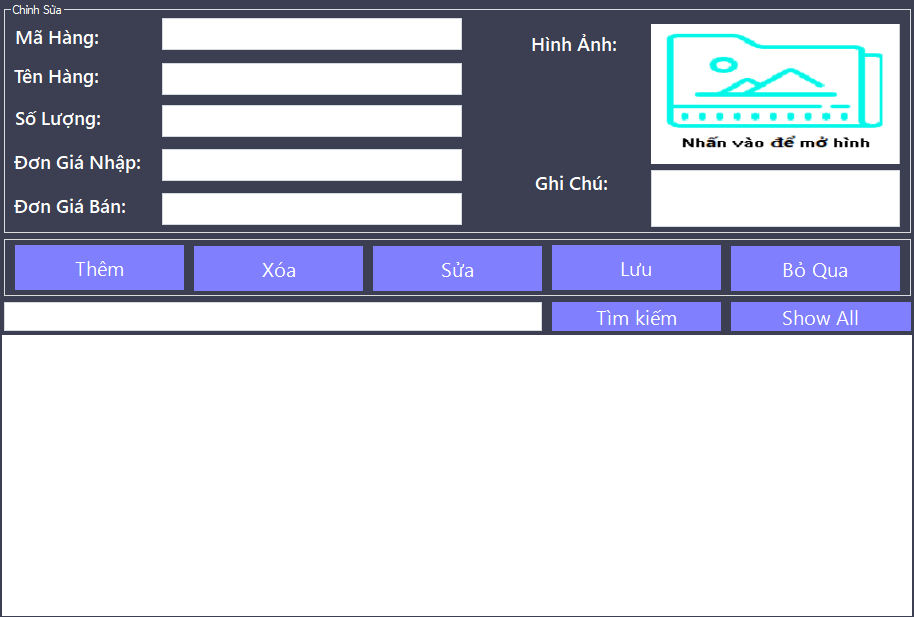 Chỉnh Sửa
Mã Hàng:
Tên Hàng:
Số Lượng:
Đơn Giá Nhập:
Đơn Giá Bán:
Hình Ảnh:
Nhấn vào để mở hình
Ghi Chú:
Thêm
Xóa
Sửa
Lưu
Bỏ Qua
Tìm kiếm
Show All